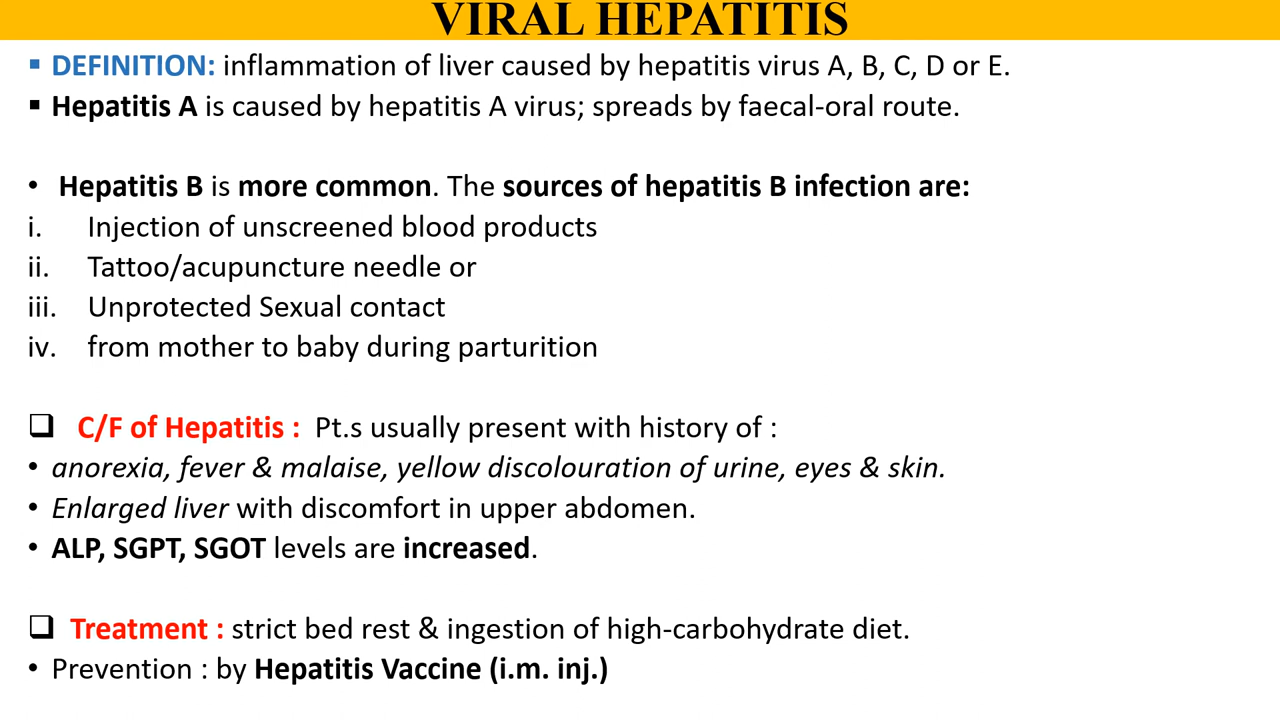 VIRAL HEPATITIS
▪ DEFINITION: inflammation of liver caused by hepatitis virus A, B, C, D or E.
▪ Hepatitis A is caused by hepatitis A virus; spreads by faecal-oral route.
• Hepatitis B is more common. The sources of hepatitis B infection are:
i. Injection of unscreened blood products
ii. Tattoo/acupuncture needle or
iii. Unprotected Sexual contact
iv. from mother to baby during parturition
❑ C/F of Hepatitis : Pt.s usually present with history of :
• anorexia, fever & malaise, yellow discolouration of urine, eyes & skin.
• Enlarged liver with discomfort in upper abdomen.
• ALP, SGPT, SGOT levels are increased.
❑ Treatment : strict bed rest & ingestion of high-carbohydrate diet.
• Prevention : by Hepatitis Vaccine (i.m. inj.)